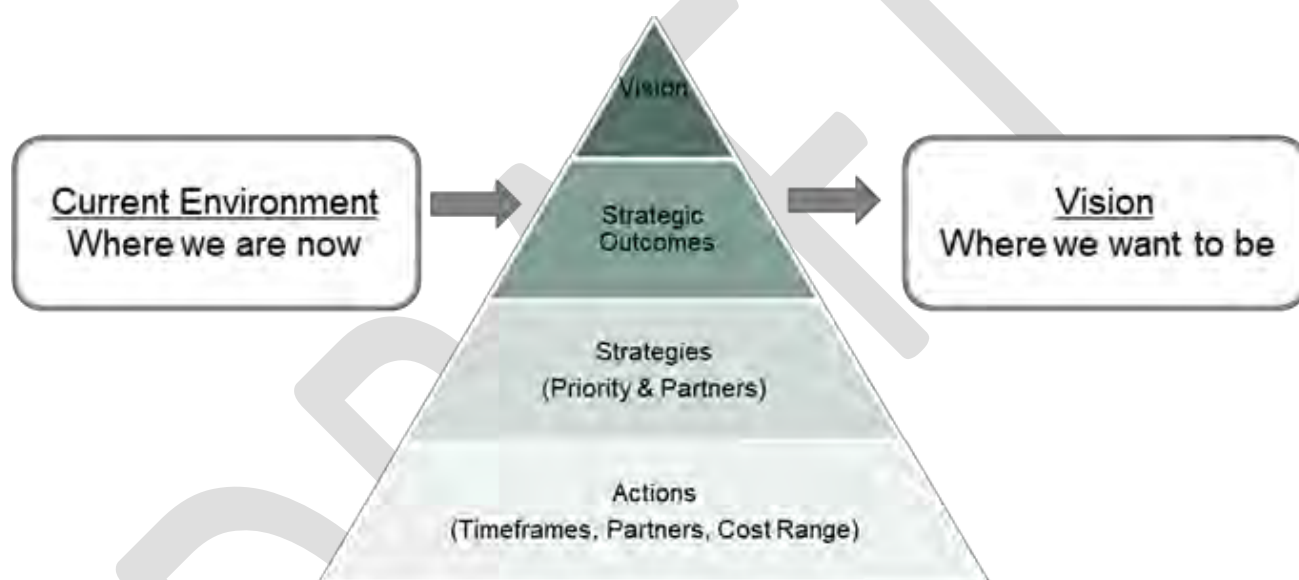 Vision
Current Environment
Where we are now
Strategic
Outcomes
Vision
Where we want to be
Strategies
(Priority & Partners)
Actions
(Timeframes, Partners, Cost Range)
DRAFT